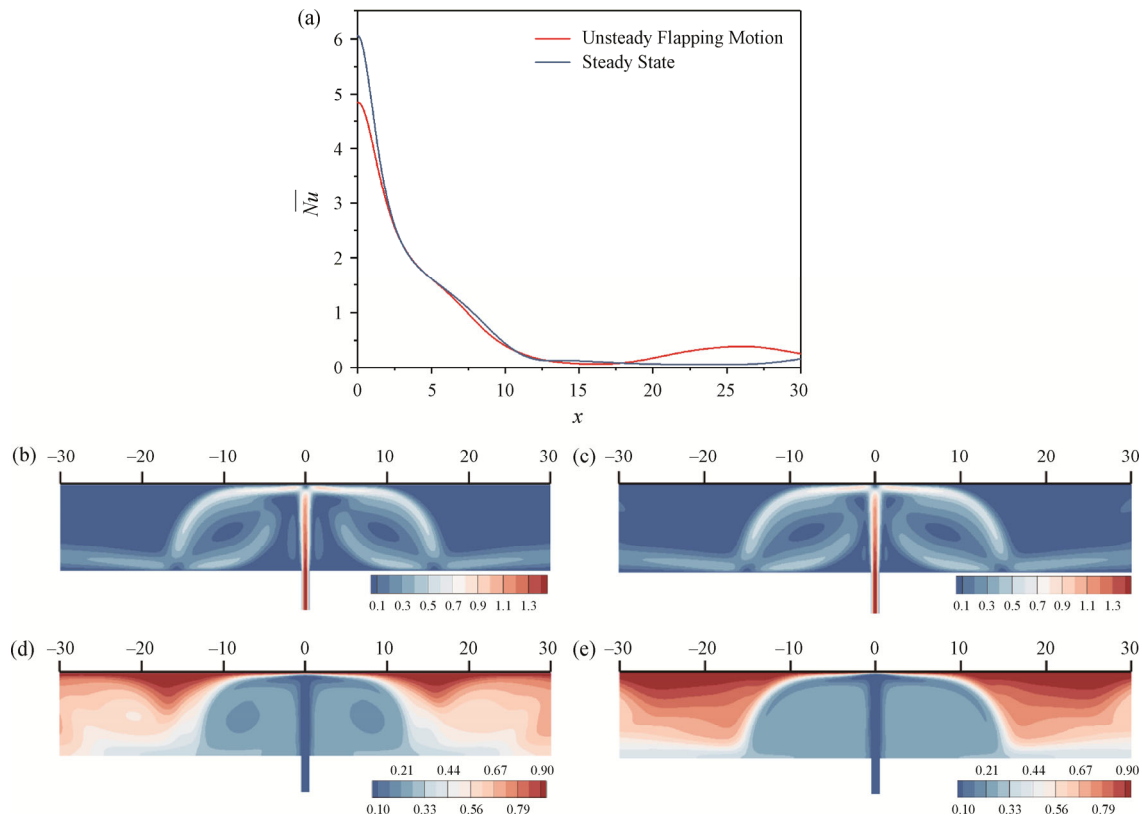 (a)
Unsteady Flapping Motion
Steady State
6
5
4
3
2
1
0
Nu
0 5 10 15 20 25 30
x
(b) –30 –20 –10 0 10 20 30
0.1 0.3 0.5 0.7 0.9 1.1 1.3
(c) –30 –20 –10 0 10 20 30
0.1 0.3 0.5 0.7 0.9 1.1 1.3
(d) –30 –20 –10 0 10 20 30
0.21 0.44 0.67 0.90
0.10 0.33 0.56 0.79
(e) –30 –20 –10 0 10 20 30
0.21 0.44 0.67 0.90
0.10 0.33 0.56 0.79